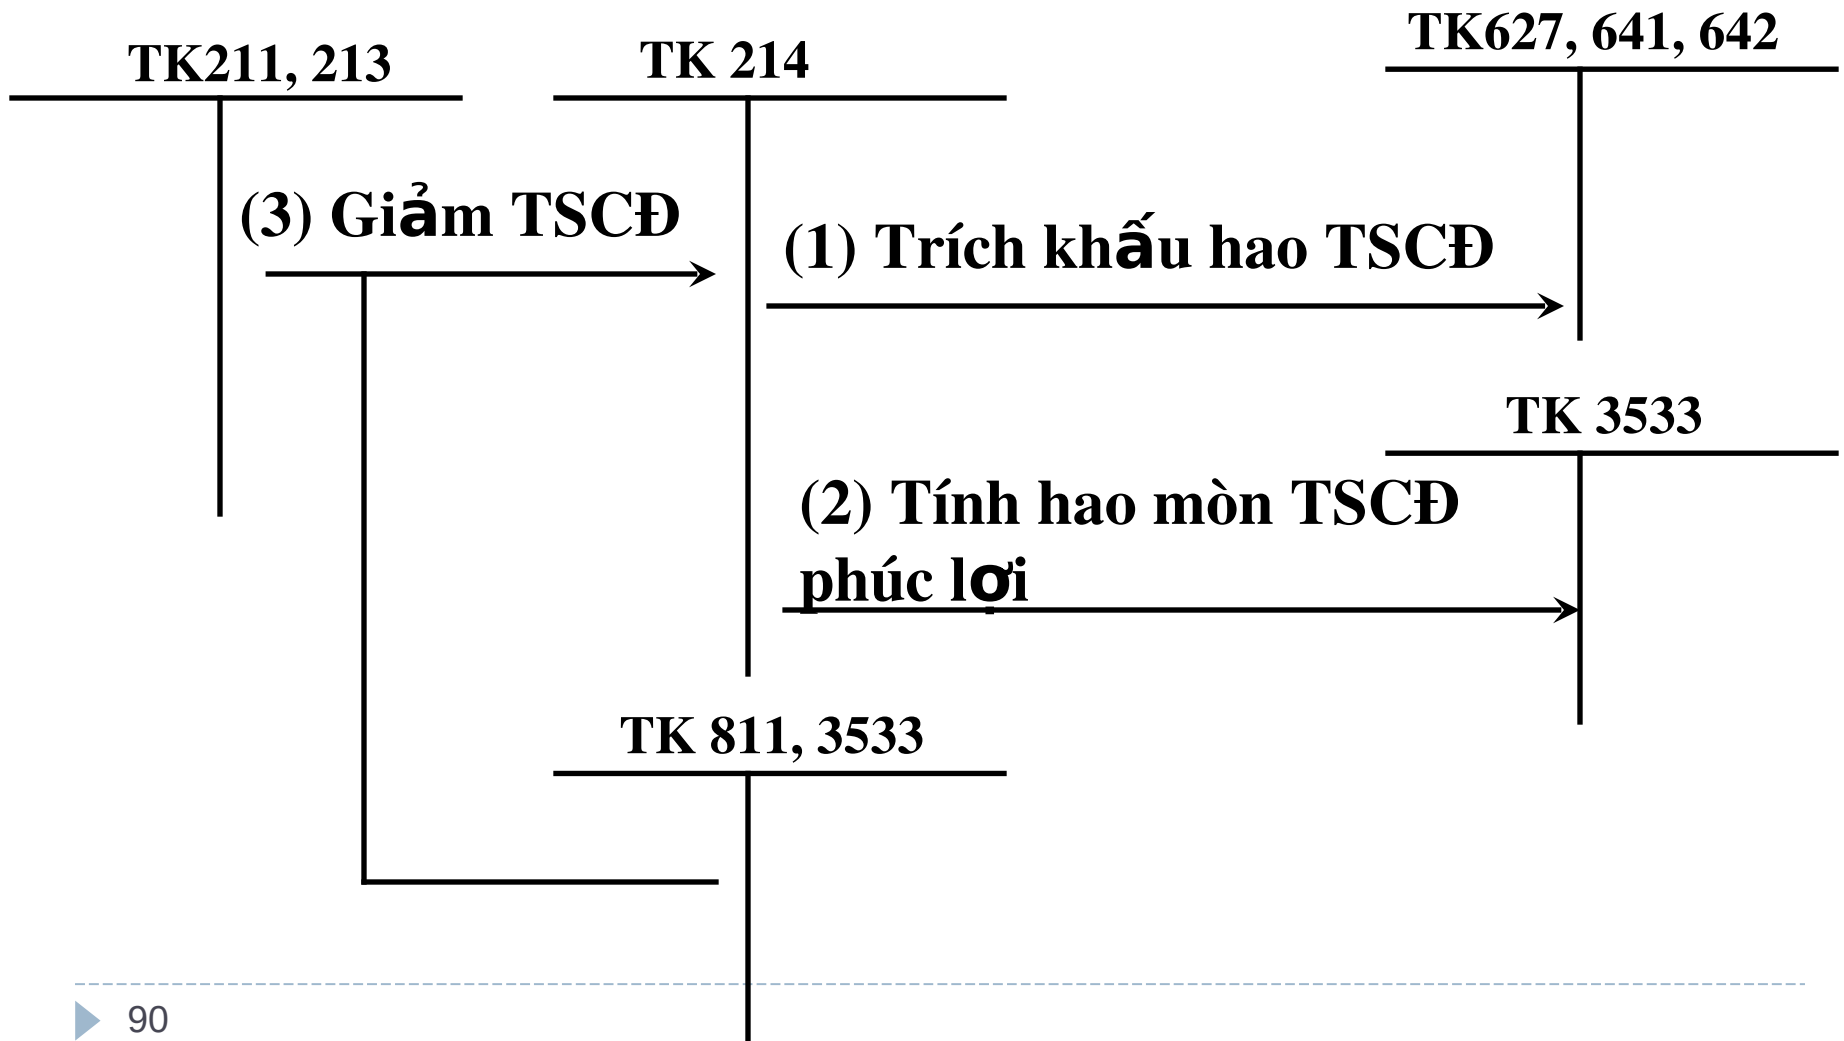 TK211, 213
TK 214
TK627, 641, 642
(3) Giảm TSCĐ
(1) Trích khấu hao TSCĐ
TK 3533
(2) Tính hao mòn TSCĐ
phúc lợi
TK 811, 3533
90